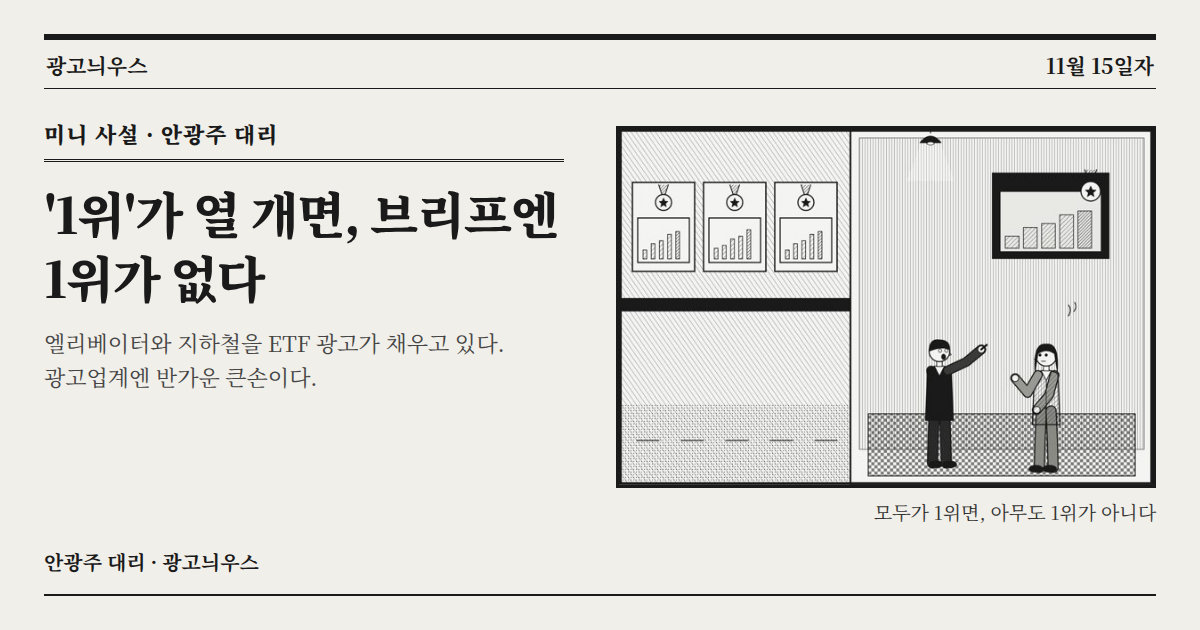 광고늬우스
11월 15일자
미니 사설 · 안광주 대리
'1위'가 열 개면, 브리프엔
1위가 없다
엘리베이터와 지하철을 ETF 광고가 채우고 있다.
광고업계엔 반가운 큰손이다.
모두가 1위면, 아무도 1위가 아니다
안광주 대리 · 광고늬우스